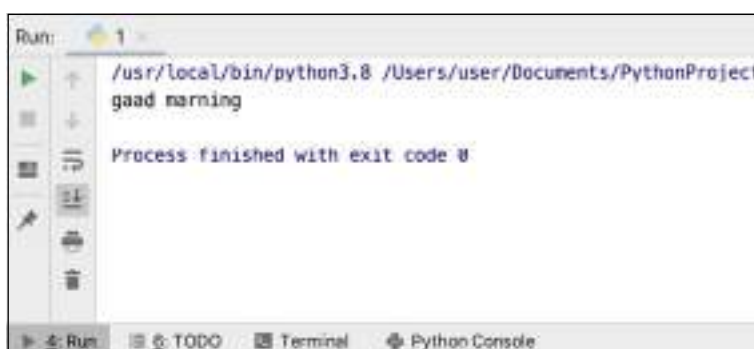 Run: 1
/usr/local/bin/python3.8 /Users/user/Documents/PythonProject
gaad marning
Process finished with exit code 0
4: Run 6: TODO Terminal Python Console